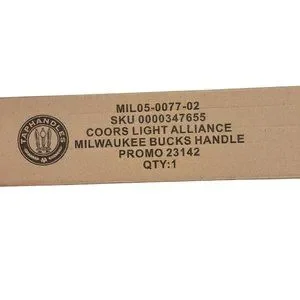 TAPHANDLES
MIL05-0077-02
SKU 0000347655
COORS LIGHT ALLIANCE
MILWAUKEE BUCKS HANDLE
PROMO 23142
QTY:1